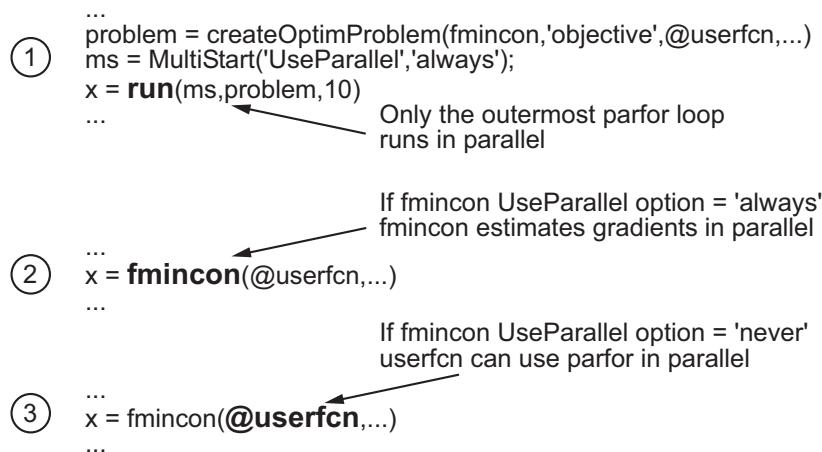 ...
problem = createOptimProblem(fmincon,'objective',@userfcn,...)
1
ms = MultiStart('UseParallel','always');
x = run(ms,problem,10)
...
Only the outermost parfor loop
runs in parallel
If fmincon UseParallel option = 'always'
fmincon estimates gradients in parallel
...
2
x = fmincon(@userfcn,...)
...
If fmincon UseParallel option = 'never'
userfcn can use parfor in parallel
...
3
x = fmincon(@userfcn,...)
...